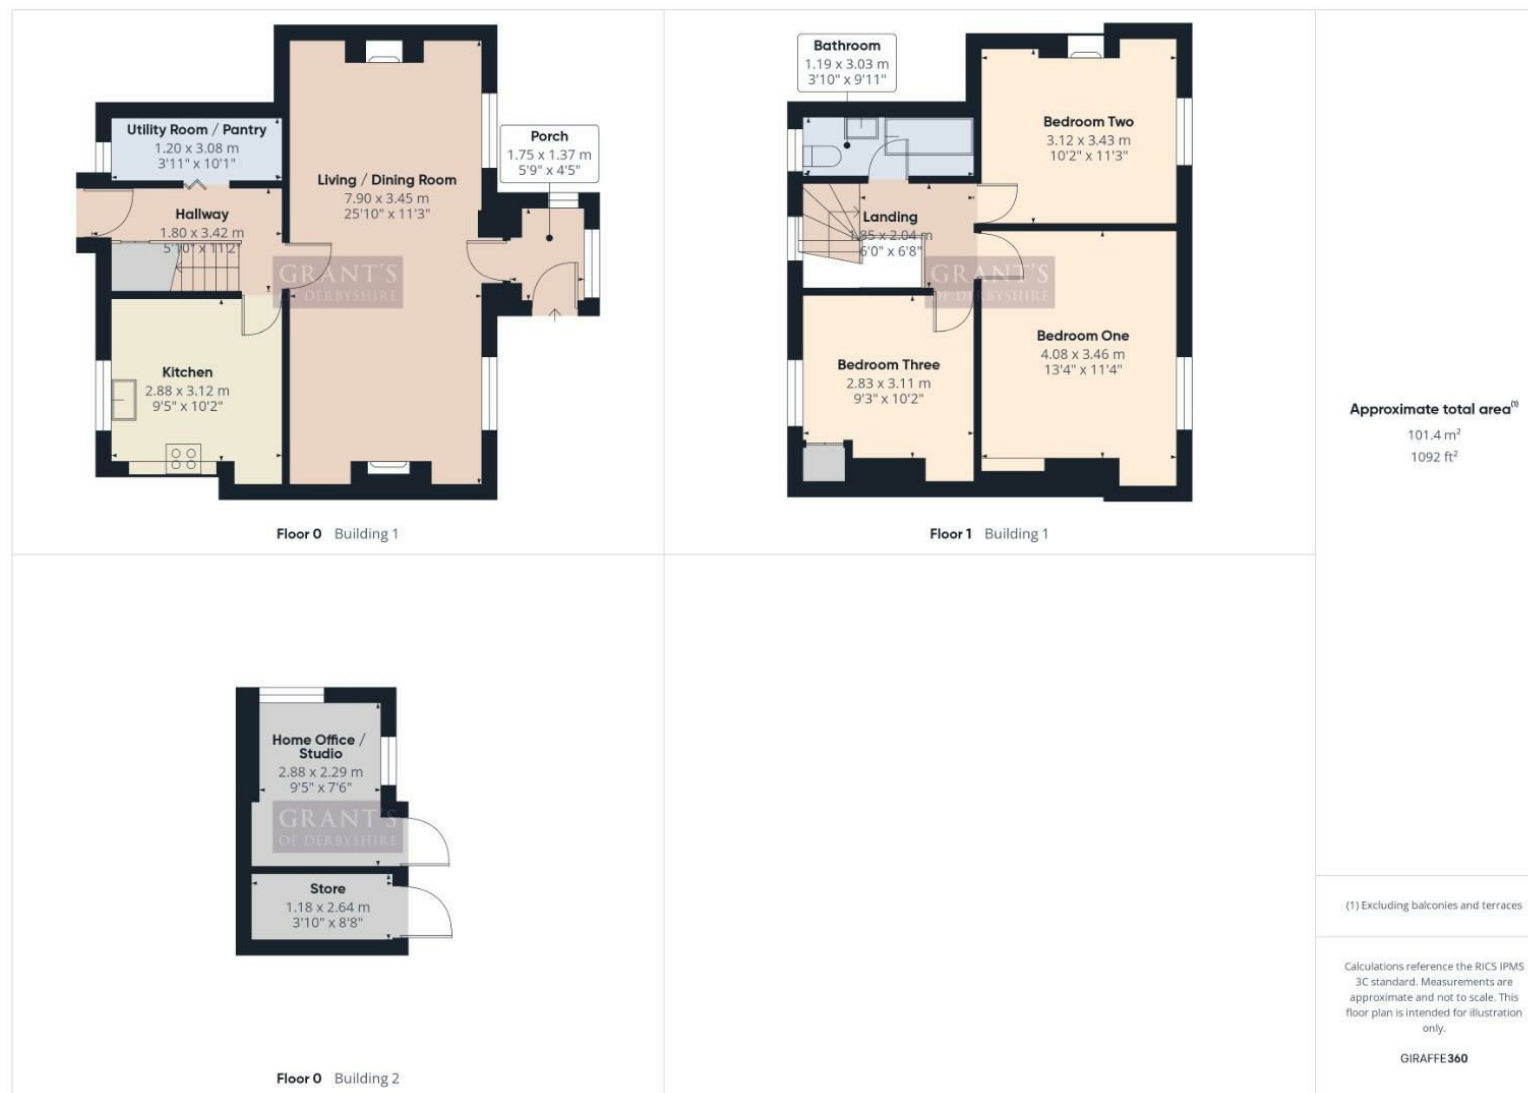 Utility Room / Pantry
1.20 x 3.08 m
3'11" x 10'1"
Porch
1.75 x 1.37 m
5'9" x 4'5"
Living / Dining Room
7.90 x 3.45 m
25'10" x 11'3"
Hallway
1.80 x 3.42 m
5'10" x 11'2"
GRANT'S
OF DERBYSHIRE
Kitchen
2.88 x 3.12 m
9'5" x 10'2"
Floor 0 Building 1
Bathroom
1.19 x 3.03 m
3'10" x 9'11"
Bedroom Two
3.12 x 3.43 m
10'2" x 11'3"
Landing
1.85 x 2.04 m
6'0" x 6'8"
GRANT'S
OF DERBYSHIRE
Bedroom One
4.08 x 3.46 m
13'4" x 11'4"
Bedroom Three
2.83 x 3.11 m
9'3" x 10'2"
Floor 1 Building 1
Home Office /
Studio
2.88 x 2.29 m
9'5" x 7'6"
GRANT'S
OF DERBYSHIRE
Store
1.18 x 2.64 m
3'10" x 8'8"
Floor 0 Building 2
Approximate total area(1)
101.4 m²
1092 ft²
(1) Excluding balconies and terraces
Calculations reference the RICS IPMS
3C standard. Measurements are
approximate and not to scale. This
floor plan is intended for illustration
only.
GIRAFFE360